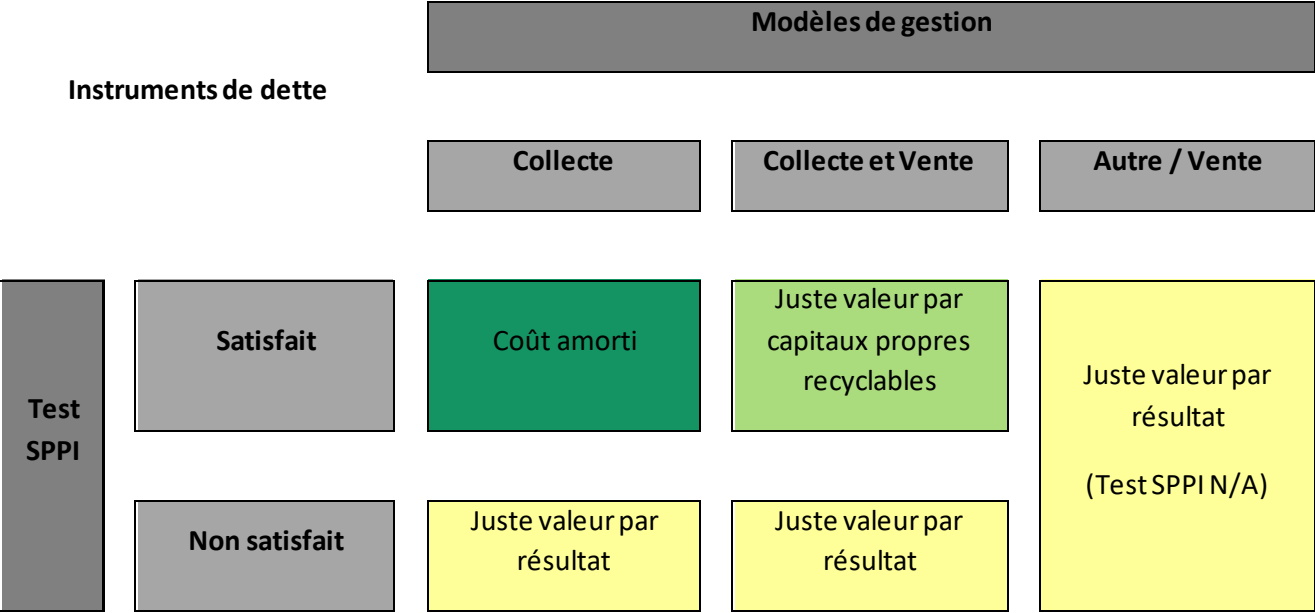 Modèles de gestion
Instruments de dette
Collecte
Collecte et Vente
Autre / Vente
Test
SPPI
Satisfait
Coût amorti
Juste valeur par
capitaux propres
recyclables
Juste valeur par
résultat
(Test SPPI N/A)
Non satisfait
Juste valeur par
résultat
Juste valeur par
résultat